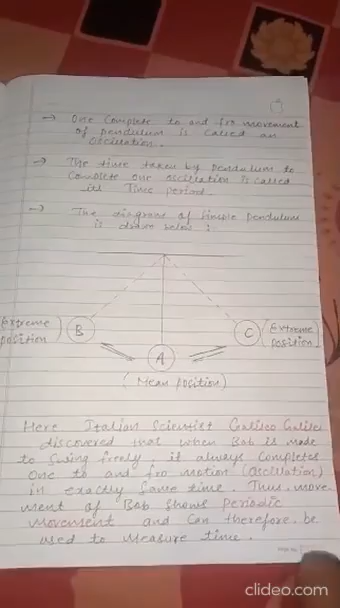 → One Complete to and fro movement
of pendulum is called an
oscillation.
→ The time taken by pendulum to
complete one oscillation is called
its Time period.
→ The diagram of simple pendulum
is drawn below :
(Extreme position) B
C (Extreme position)
A
(Mean position)
Here Italian Scientist Galileo Galilei
discovered that when Bob is made
to swing freely, it always completes
One to and fro motion (oscillation)
in exactly same time. Thus, move
ment of Bob shows periodic
movement and can therefore, be
used to measure time.
clideo.com